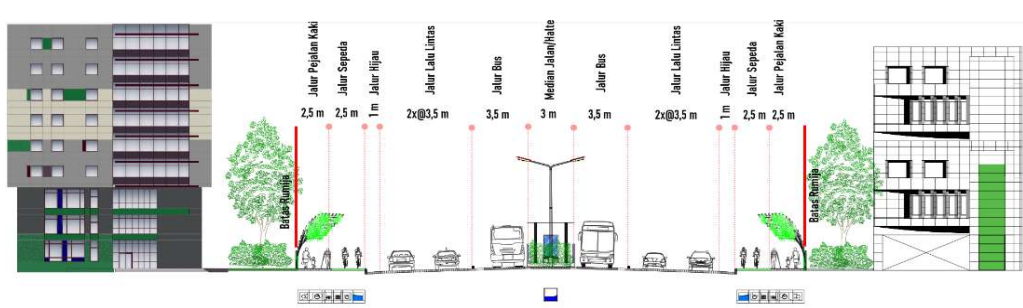 Jalur Pejalan Kaki
Jalur Sepeda
Jalur Hijau
Jalur Lalu Lintas
Jalur Bus
Median Jalan/Halte
Jalur Bus
Jalur Lalu Lintas
Jalur Hijau
Jalur Sepeda
Jalur Pejalan Kaki
2,5 m
2,5 m
1 m
2x@3,5 m
3,5 m
3 m
3,5 m
2x@3,5 m
1 m
2,5 m
2,5 m
Batas Rumija
Batas Rumija